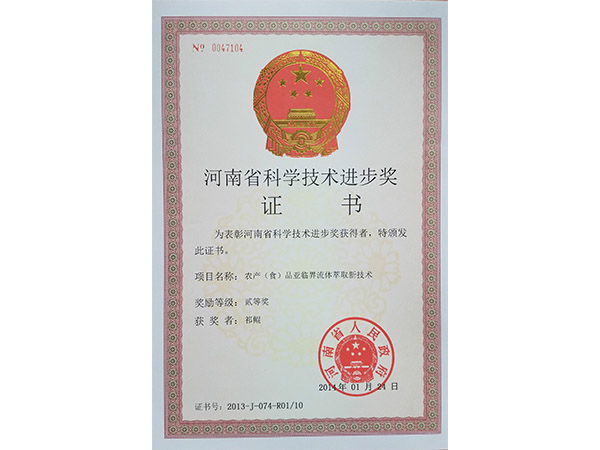 № 0047104
河南省科学技术进步奖
证 书
为表彰河南省科学技术进步奖获得者，特颁发
此证书。
项目名称：农产（食）品亚临界流体萃取新技术
奖励等级：贰等奖
获 奖 者：祁鲲
河南省人民政府
2014年 01 月 21 日
证书号：2013-J-074-R01/10